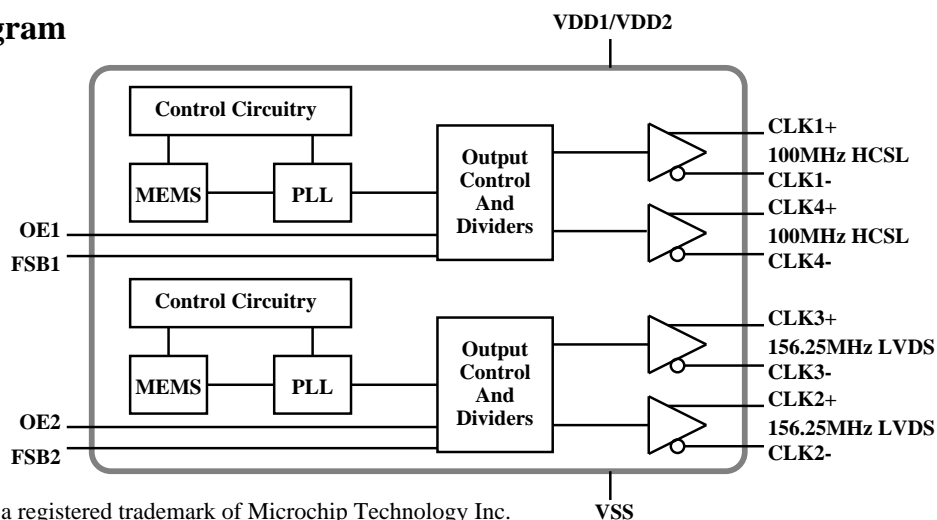 gram
VDD1/VDD2
Control Circuitry
MEMS
PLL
Output
Control
And
Dividers
OE1
FSB1
CLK1+
100MHz HCSL
CLK1-
CLK4+
100MHz HCSL
CLK4-
Control Circuitry
MEMS
PLL
Output
Control
And
Dividers
OE2
FSB2
CLK3+
156.25MHz LVDS
CLK3-
CLK2+
156.25MHz LVDS
CLK2-
a registered trademark of Microchip Technology Inc.
VSS